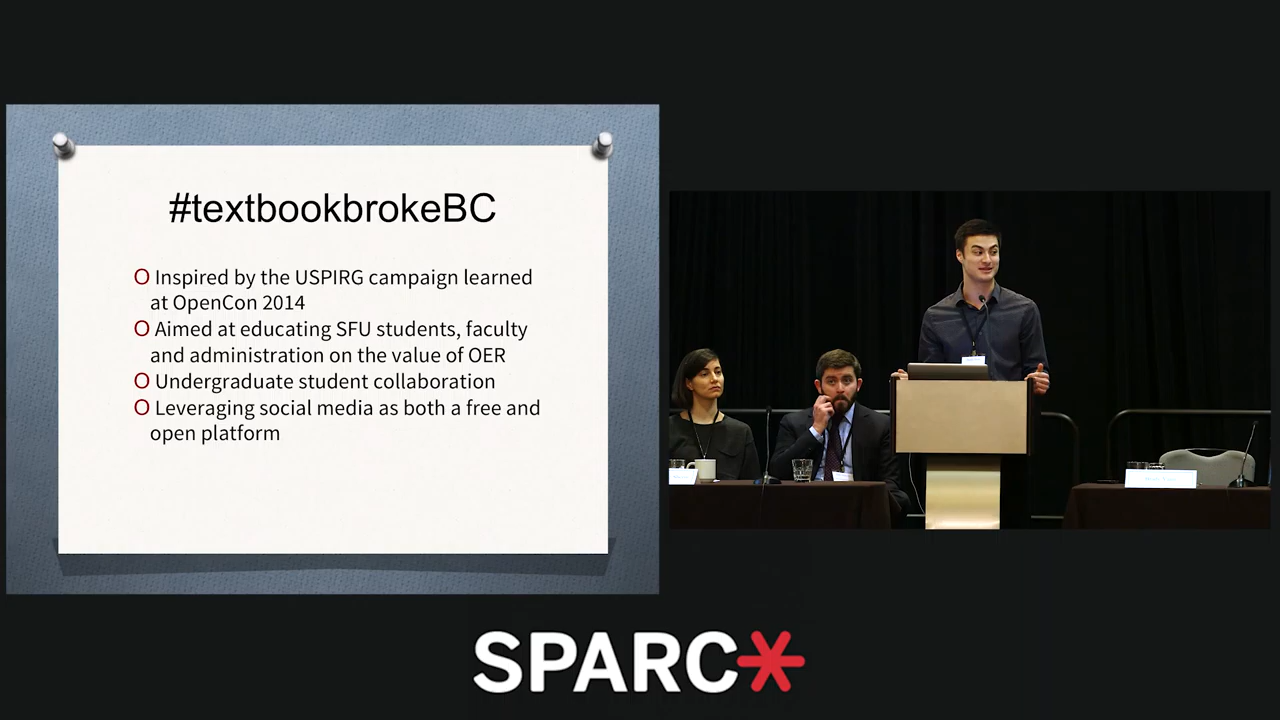 #textbookbrokeBC
O Inspired by the USPIRG campaign learned
at OpenCon 2014
O Aimed at educating SFU students, faculty
and administration on the value of OER
O Undergraduate student collaboration
O Leveraging social media as both a free and
open platform
SPARC*